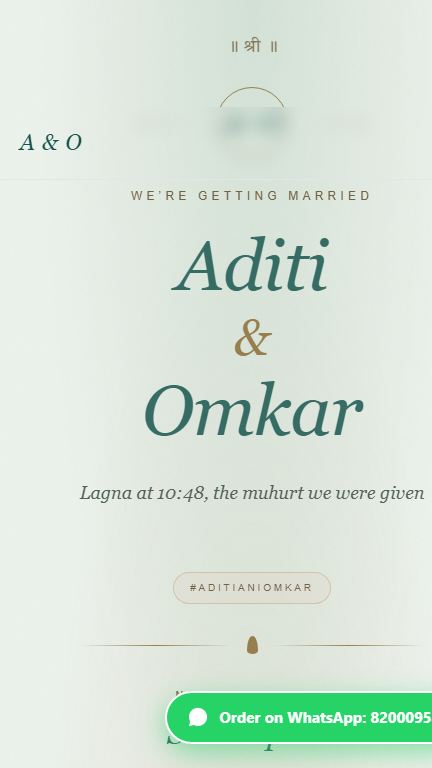 ॥ श्री ॥
A & O
WE'RE GETTING MARRIED
Aditi
&
Omkar
Lagna at 10:48, the muhurt we were given
#ADITIANIOMKAR
Order on WhatsApp: 8200095